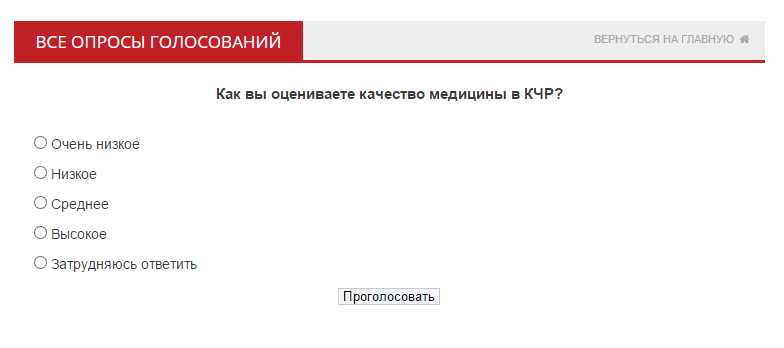 ВСЕ ОПРОСЫ ГОЛОСОВАНИЙ
ВЕРНУТЬСЯ НА ГЛАВНУЮ
Как вы оцениваете качество медицины в КЧР?
Очень низкое
Низкое
Среднее
Высокое
Затрудняюсь ответить
Проголосовать